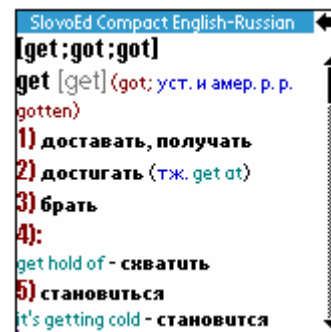 SlovoEd Compact English-Russian
[get;got;got]
get [get] (got; уст. и амер. p. p.
gotten)
1) доставать, получать
2) достигать (тж. get at)
3) брать
4):
get hold of - схватить
5) становиться
it's getting cold - становится